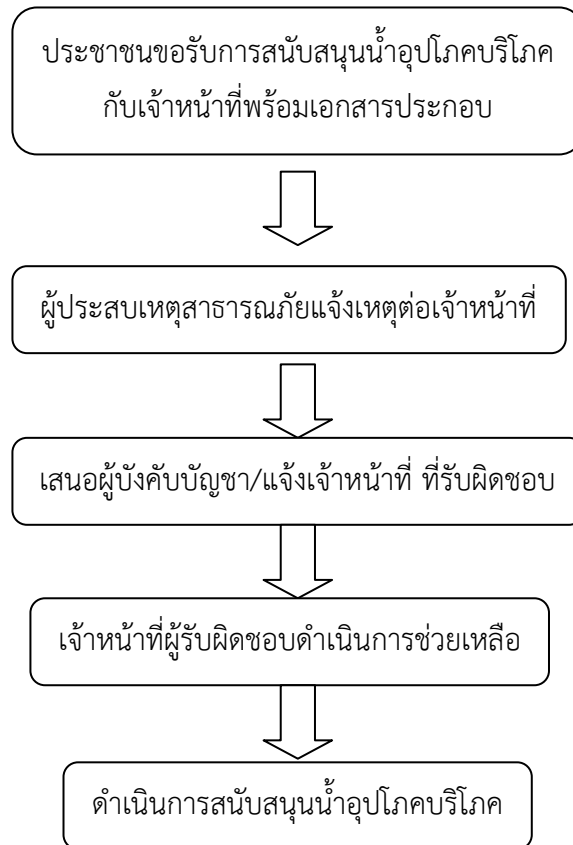 ประชาชนขอรับการสนับสนุนน้ำอุปโภคบริโภค
กับเจ้าหน้าที่พร้อมเอกสารประกอบ
ผู้ประสบเหตุสาธารณภัยแจ้งเหตุต่อเจ้าหน้าที่
เสนอผู้บังคับบัญชา/แจ้งเจ้าหน้าที่ ที่รับผิดชอบ
เจ้าหน้าที่ผู้รับผิดชอบดำเนินการช่วยเหลือ
ดำเนินการสนับสนุนน้ำอุปโภคบริโภค